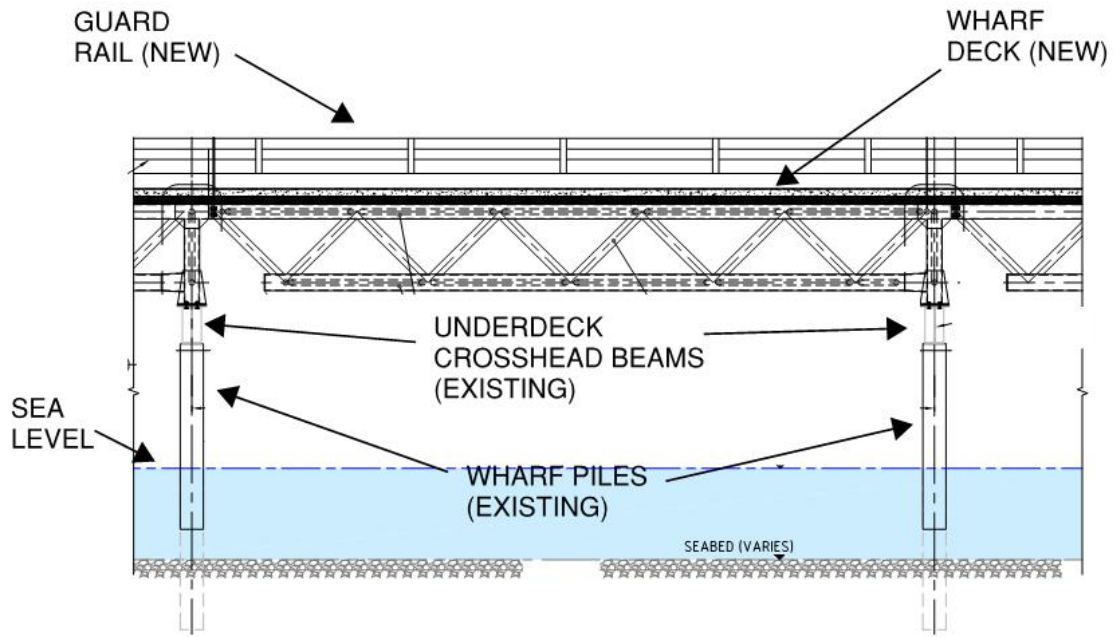 GUARD
RAIL (NEW)
WHARF
DECK (NEW)
UNDERDECK
CROSSHEAD BEAMS
(EXISTING)
SEA
LEVEL
WHARF PILES
(EXISTING)
SEABED (VARIES)